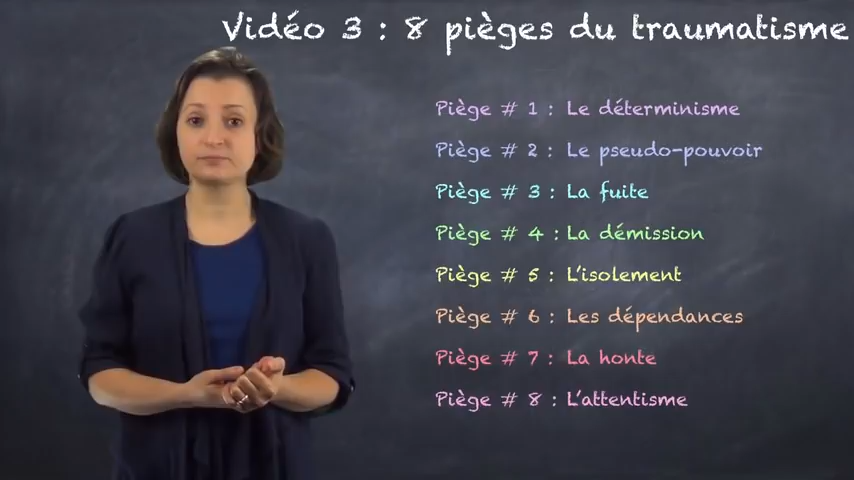 Vidéo 3 : 8 pièges du traumatisme
Piège # 1 : Le déterminisme
Piège # 2 : Le pseudo-pouvoir
Piège # 3 : La fuite
Piège # 4 : La démission
Piège # 5 : L'isolement
Piège # 6 : Les dépendances
Piège # 7 : La honte
Piège # 8 : L'attentisme